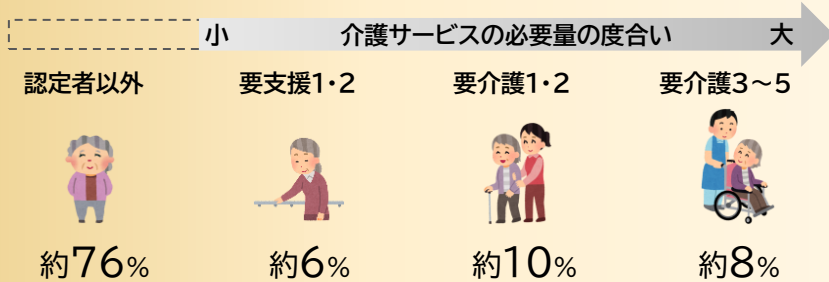 小 介護サービスの必要量の度合い 大
認定者以外 要支援1・2 要介護1・2 要介護3～5
約76% 約6% 約10% 約8%